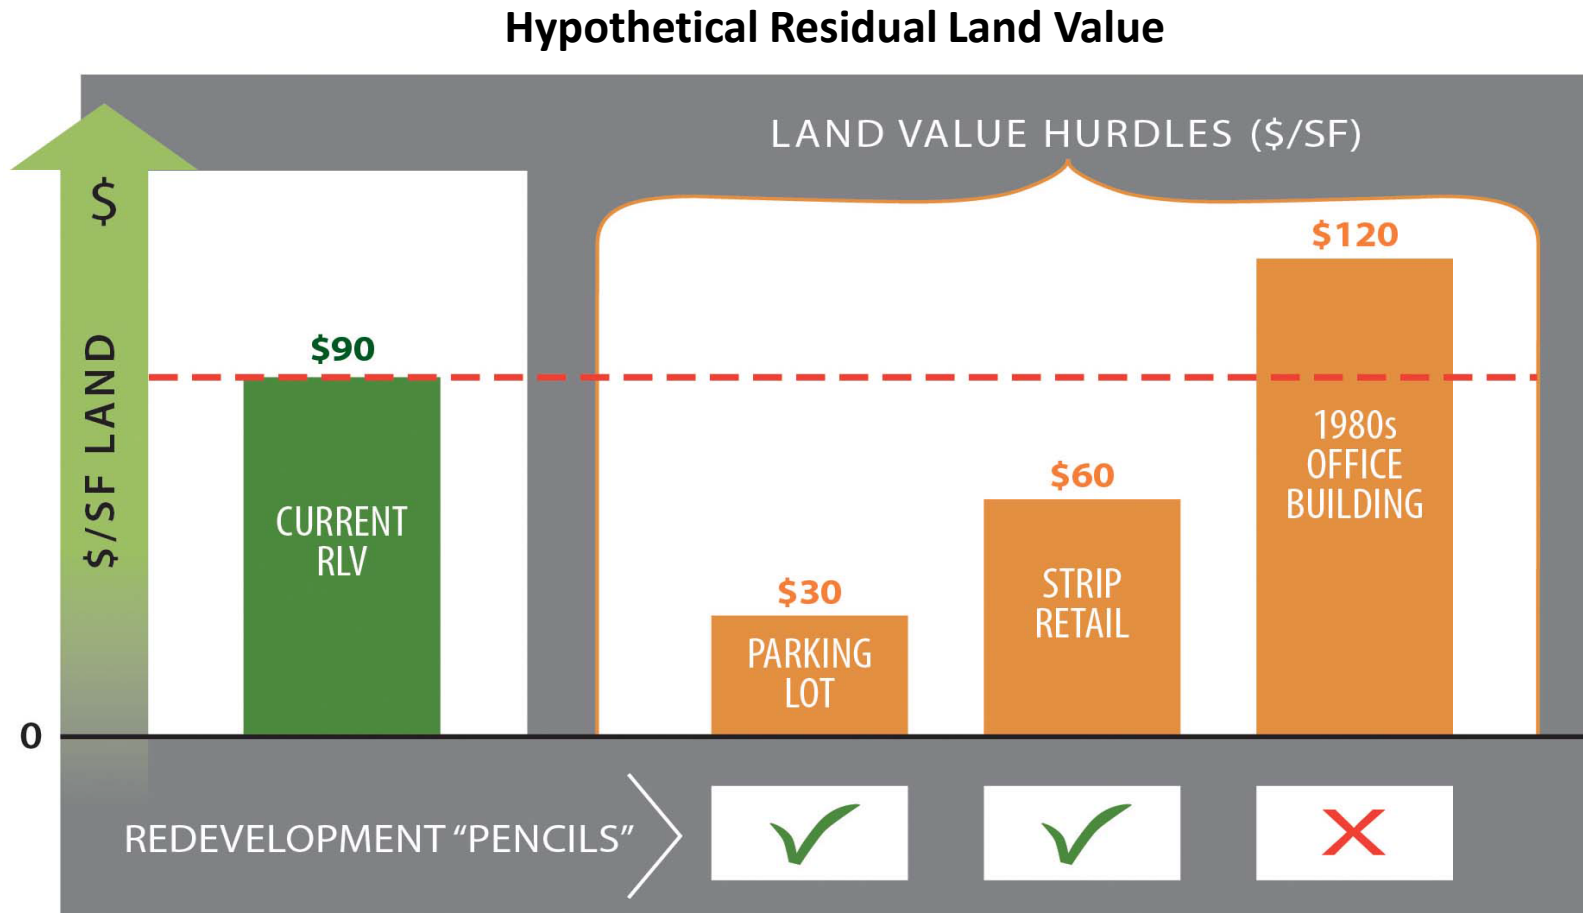 Hypothetical Residual Land Value
LAND VALUE HURDLES ($/SF)
$
$/SF LAND
0
$90
CURRENT
RLV
$30
PARKING
LOT
$60
STRIP
RETAIL
$120
1980s
OFFICE
BUILDING
REDEVELOPMENT “PENCILS”